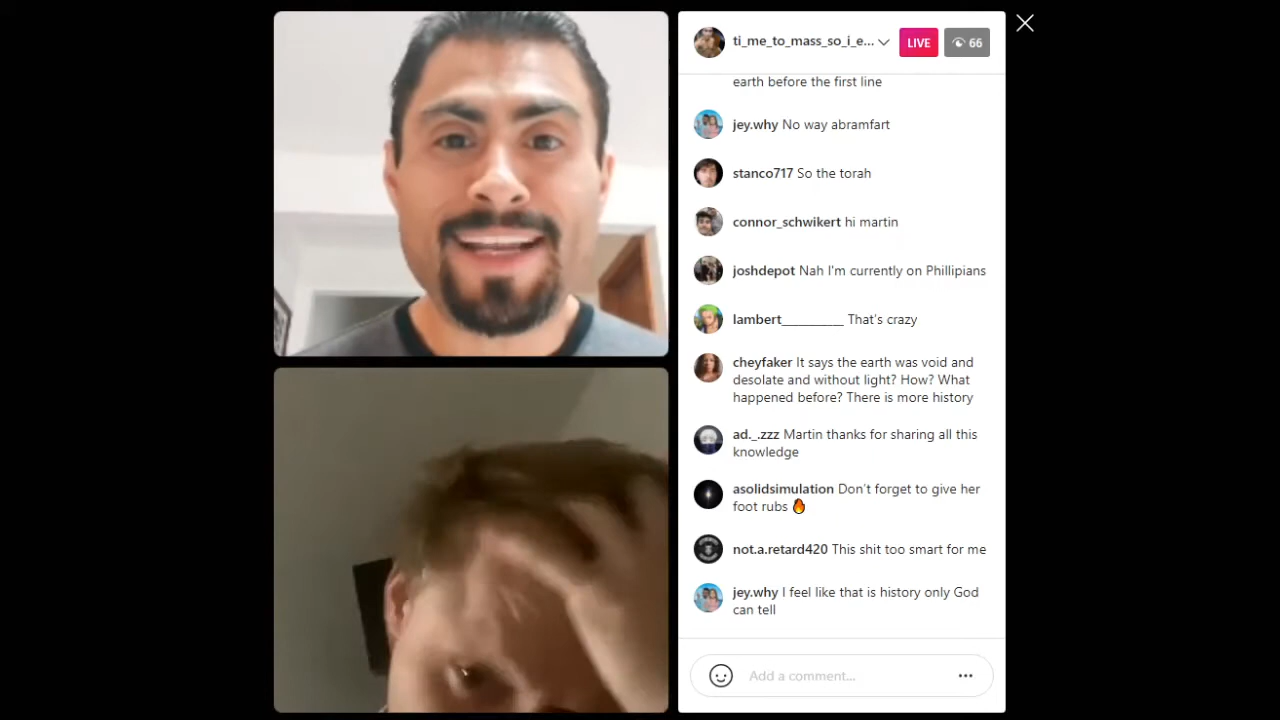 ti_me_to_mass_so_i_e...
LIVE
66
earth before the first line
jey.why No way abramfart
stanco717 So the torah
connor_schwikert hi martin
joshdepot Nah I'm currently on Phillipians
lambert__________ That's crazy
cheyfaker It says the earth was void and
desolate and without light? How? What
happened before? There is more history
ad._.zzz Martin thanks for sharing all this
knowledge
asolidsimulation Don't forget to give her
foot rubs 🔥
not.a.retard420 This shit too smart for me
jey.why I feel like that is history only God
can tell
Add a comment...